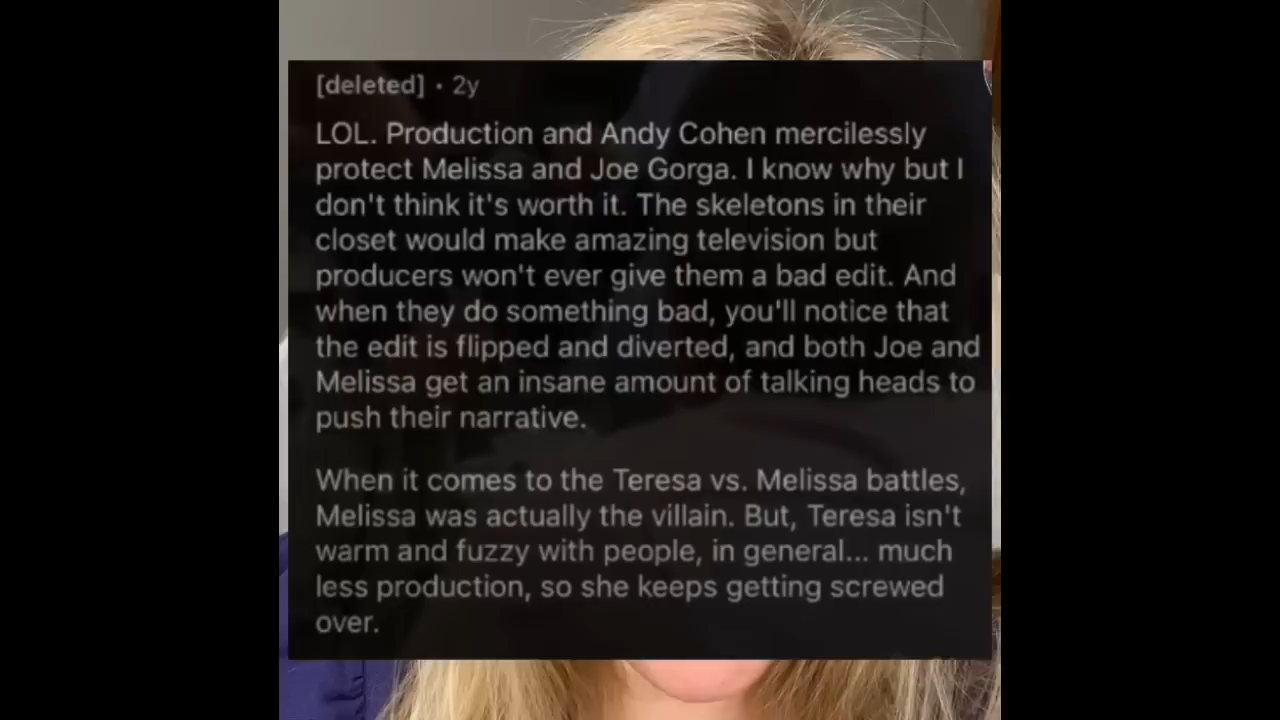 [deleted] • 2y
LOL. Production and Andy Cohen mercilessly
protect Melissa and Joe Gorga. I know why but I
don't think it's worth it. The skeletons in their
closet would make amazing television but
producers won't ever give them a bad edit. And
when they do something bad, you'll notice that
the edit is flipped and diverted, and both Joe and
Melissa get an insane amount of talking heads to
push their narrative.
When it comes to the Teresa vs. Melissa battles,
Melissa was actually the villain. But, Teresa isn't
warm and fuzzy with people, in general... much
less production, so she keeps getting screwed
over.